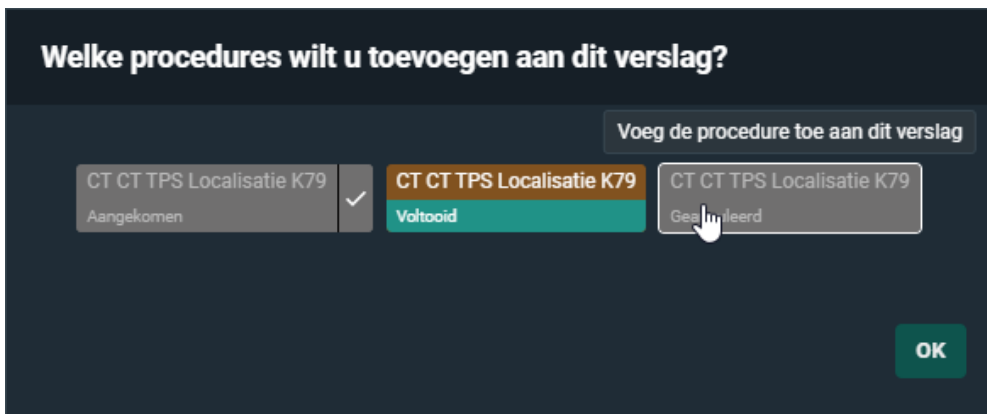 Welke procedures wilt u toevoegen aan dit verslag?
Voeg de procedure toe aan dit verslag
CT CT TPS Localisatie K79
Aangekomen
CT CT TPS Localisatie K79
Voltooid
CT CT TPS Localisatie K79
OK